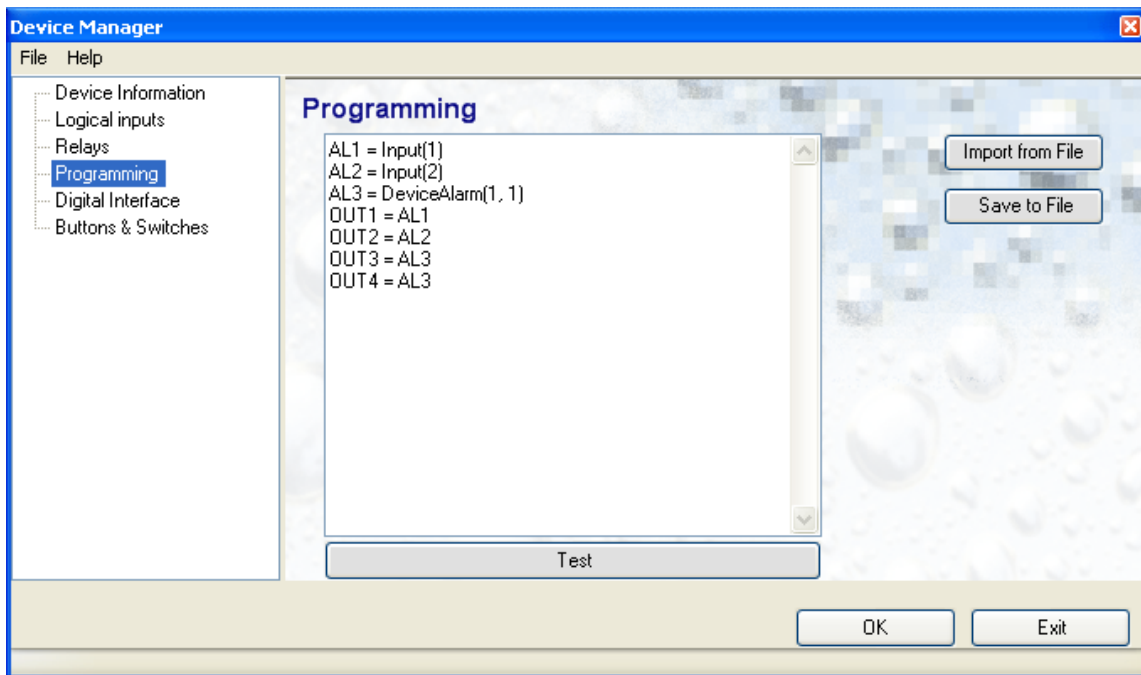 Device Manager
File Help
Device Information
Logical inputs
Relays
Programming
Digital Interface
Buttons & Switches
Programming
AL1 = Input(1)
AL2 = Input(2)
AL3 = DeviceAlarm(1, 1)
OUT1 = AL1
OUT2 = AL2
OUT3 = AL3
OUT4 = AL3
Import from File
Save to File
Test
OK Exit